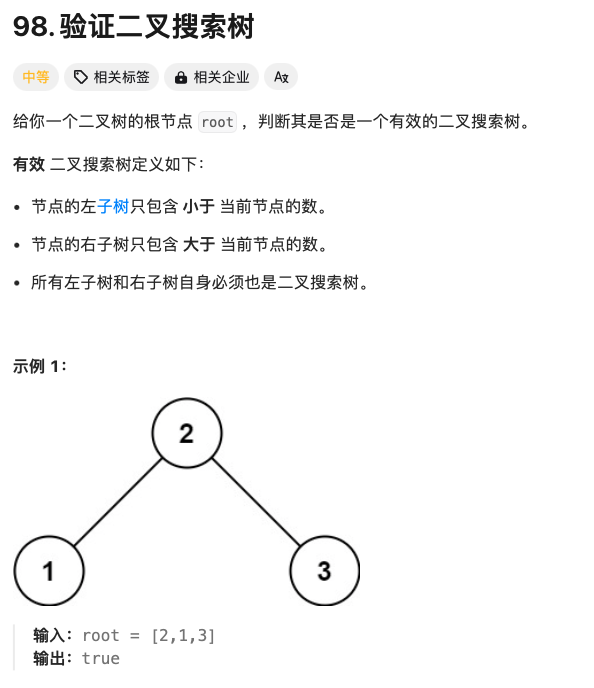 98. 验证二叉搜索树
中等 相关标签 相关企业 Ax
给你一个二叉树的根节点 root ，判断其是否是一个有效的二叉搜索树。
有效 二叉搜索树定义如下：
• 节点的左子树只包含 小于 当前节点的数。
• 节点的右子树只包含 大于 当前节点的数。
• 所有左子树和右子树自身必须也是二叉搜索树。
示例 1：
2
1 3
输入：root = [2,1,3]
输出：true